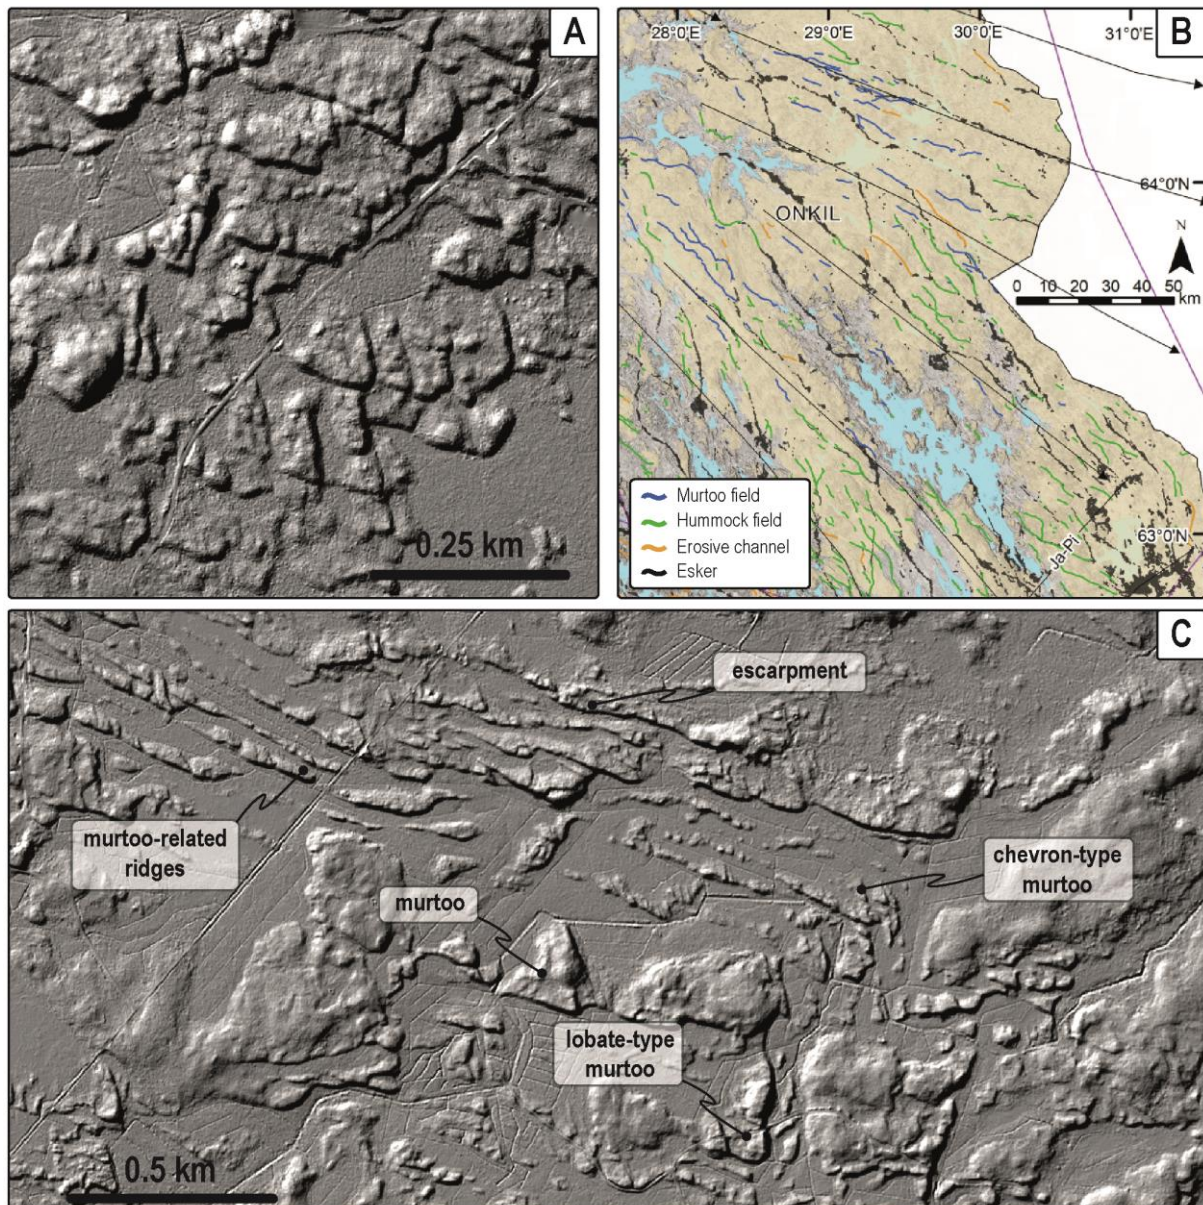 A
0.25 km
28°0'E
29°0'E
30°0'E
31°0'E
B
64°0'N
ONKIL
N
0 10 20 30 40 50
km
Murtoo field
Hummock field
Erosive channel
Esker
Ja-Pi
63°0'N
C
escarpment
murtoo-related
ridges
chevron-type
murtoo
murtoo
lobate-type
murtoo
0.5 km